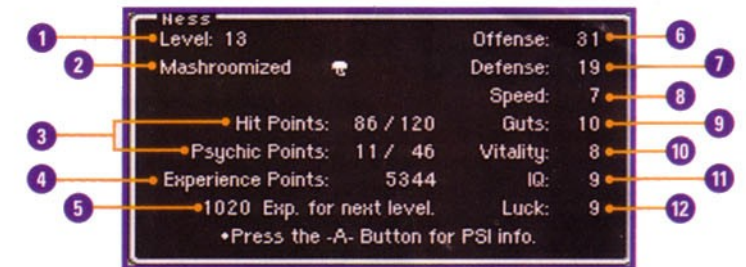 Ness
1 Level: 13 Offense: 31 6
2 Mashroomized Defense: 19 7
Speed: 7 8
3 Hit Points: 86 / 120 Guts: 10 9
Psychic Points: 11 / 46 Vitality: 8 10
4 Experience Points: 5344 IQ: 9 11
5 1020 Exp. for next level. Luck: 9 12
•Press the -A- Button for PSI info.